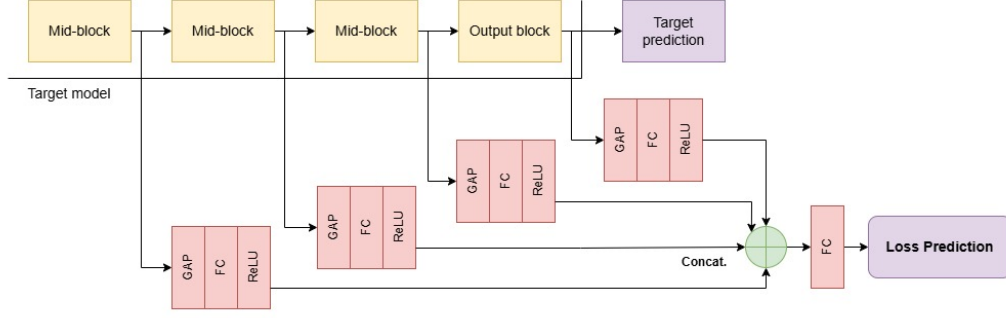 Mid-block
Mid-block
Mid-block
Output block
Target
prediction
Target model
GAP
FC
ReLU
GAP
FC
ReLU
GAP
FC
ReLU
GAP
FC
ReLU
Concat.
FC
Loss Prediction